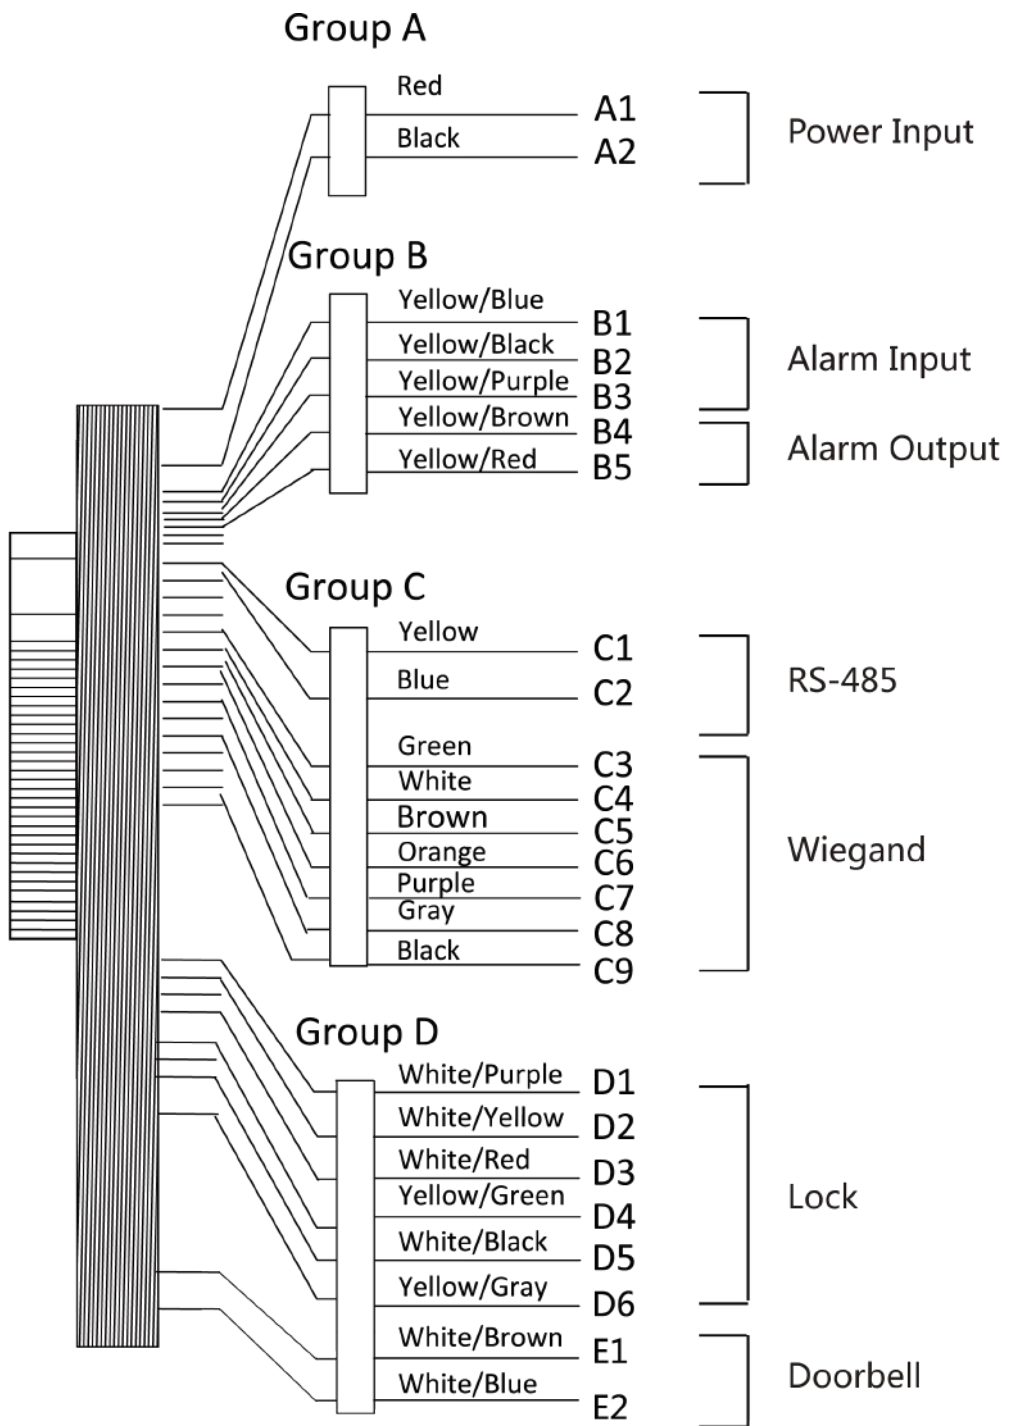 Group A
Red
A1
Black
A2
Power Input
Group B
Yellow/Blue
B1
Yellow/Black
B2
Yellow/Purple
B3
Alarm Input
Yellow/Brown
B4
Yellow/Red
B5
Alarm Output
Group C
Yellow
C1
Blue
C2
RS-485
Green
C3
White
C4
Brown
C5
Orange
C6
Purple
C7
Gray
C8
Black
C9
Wiegand
Group D
White/Purple
D1
White/Yellow
D2
White/Red
D3
Yellow/Green
D4
White/Black
D5
Yellow/Gray
D6
Lock
White/Brown
E1
White/Blue
E2
Doorbell